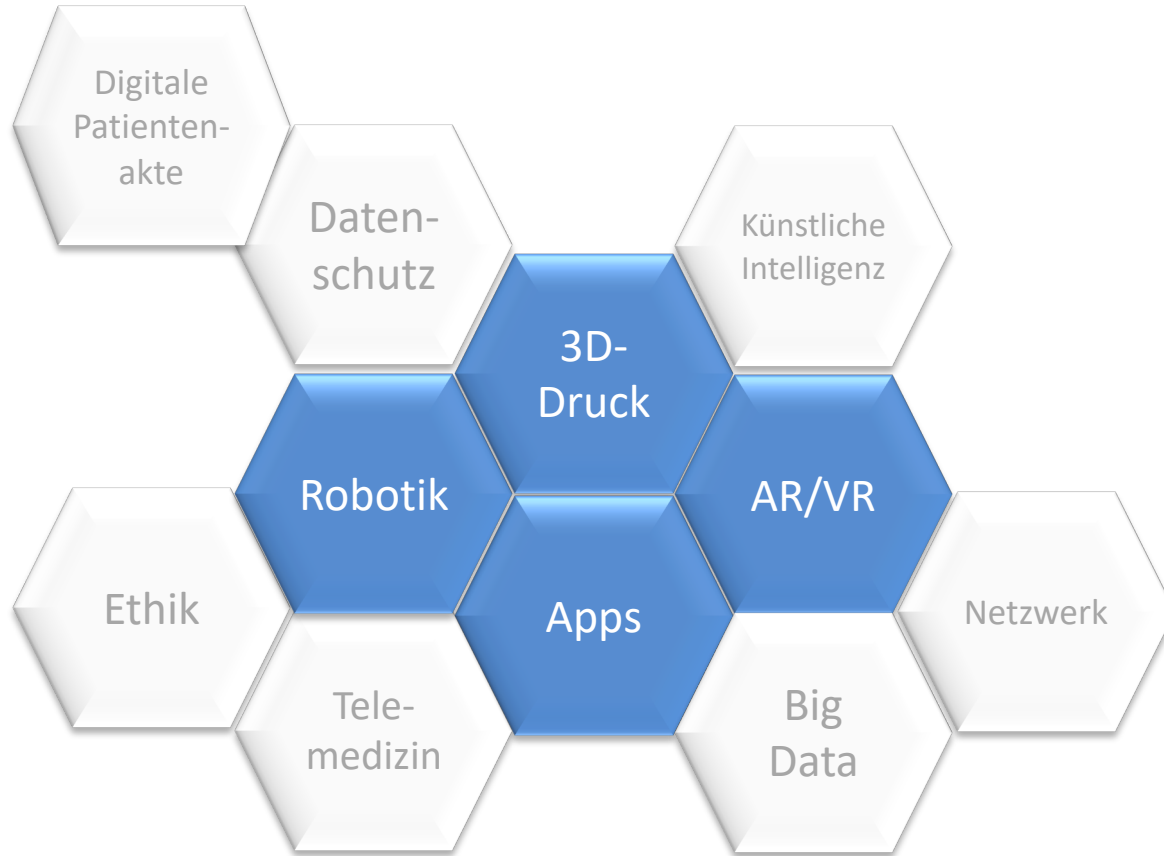 Digitale
Patienten-
akte
Daten-
schutz
Künstliche
Intelligenz
3D-
Druck
Robotik
AR/VR
Ethik
Apps
Netzwerk
Tele-
medizin
Big
Data